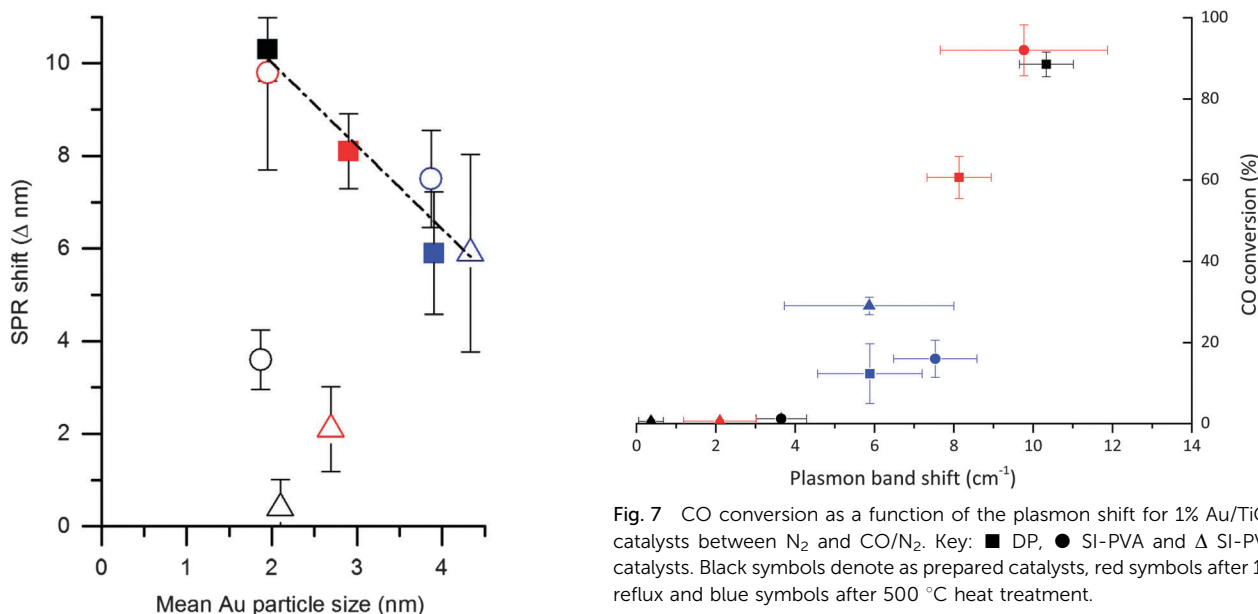 SPR shift (Δ nm)
10
8
6
4
2
0
0 1 2 3 4
Mean Au particle size (nm)
100
80
60
40
20
0
CO conversion (%)
0 2 4 6 8 10 12 14
Plasmon band shift (cm⁻¹)
Fig. 7 CO conversion as a function of the plasmon shift for 1% Au/TiO
catalysts between N₂ and CO/N₂. Key: ■ DP, ● SI-PVA and Δ SI-PV
catalysts. Black symbols denote as prepared catalysts, red symbols after 1
reflux and blue symbols after 500 °C heat treatment.